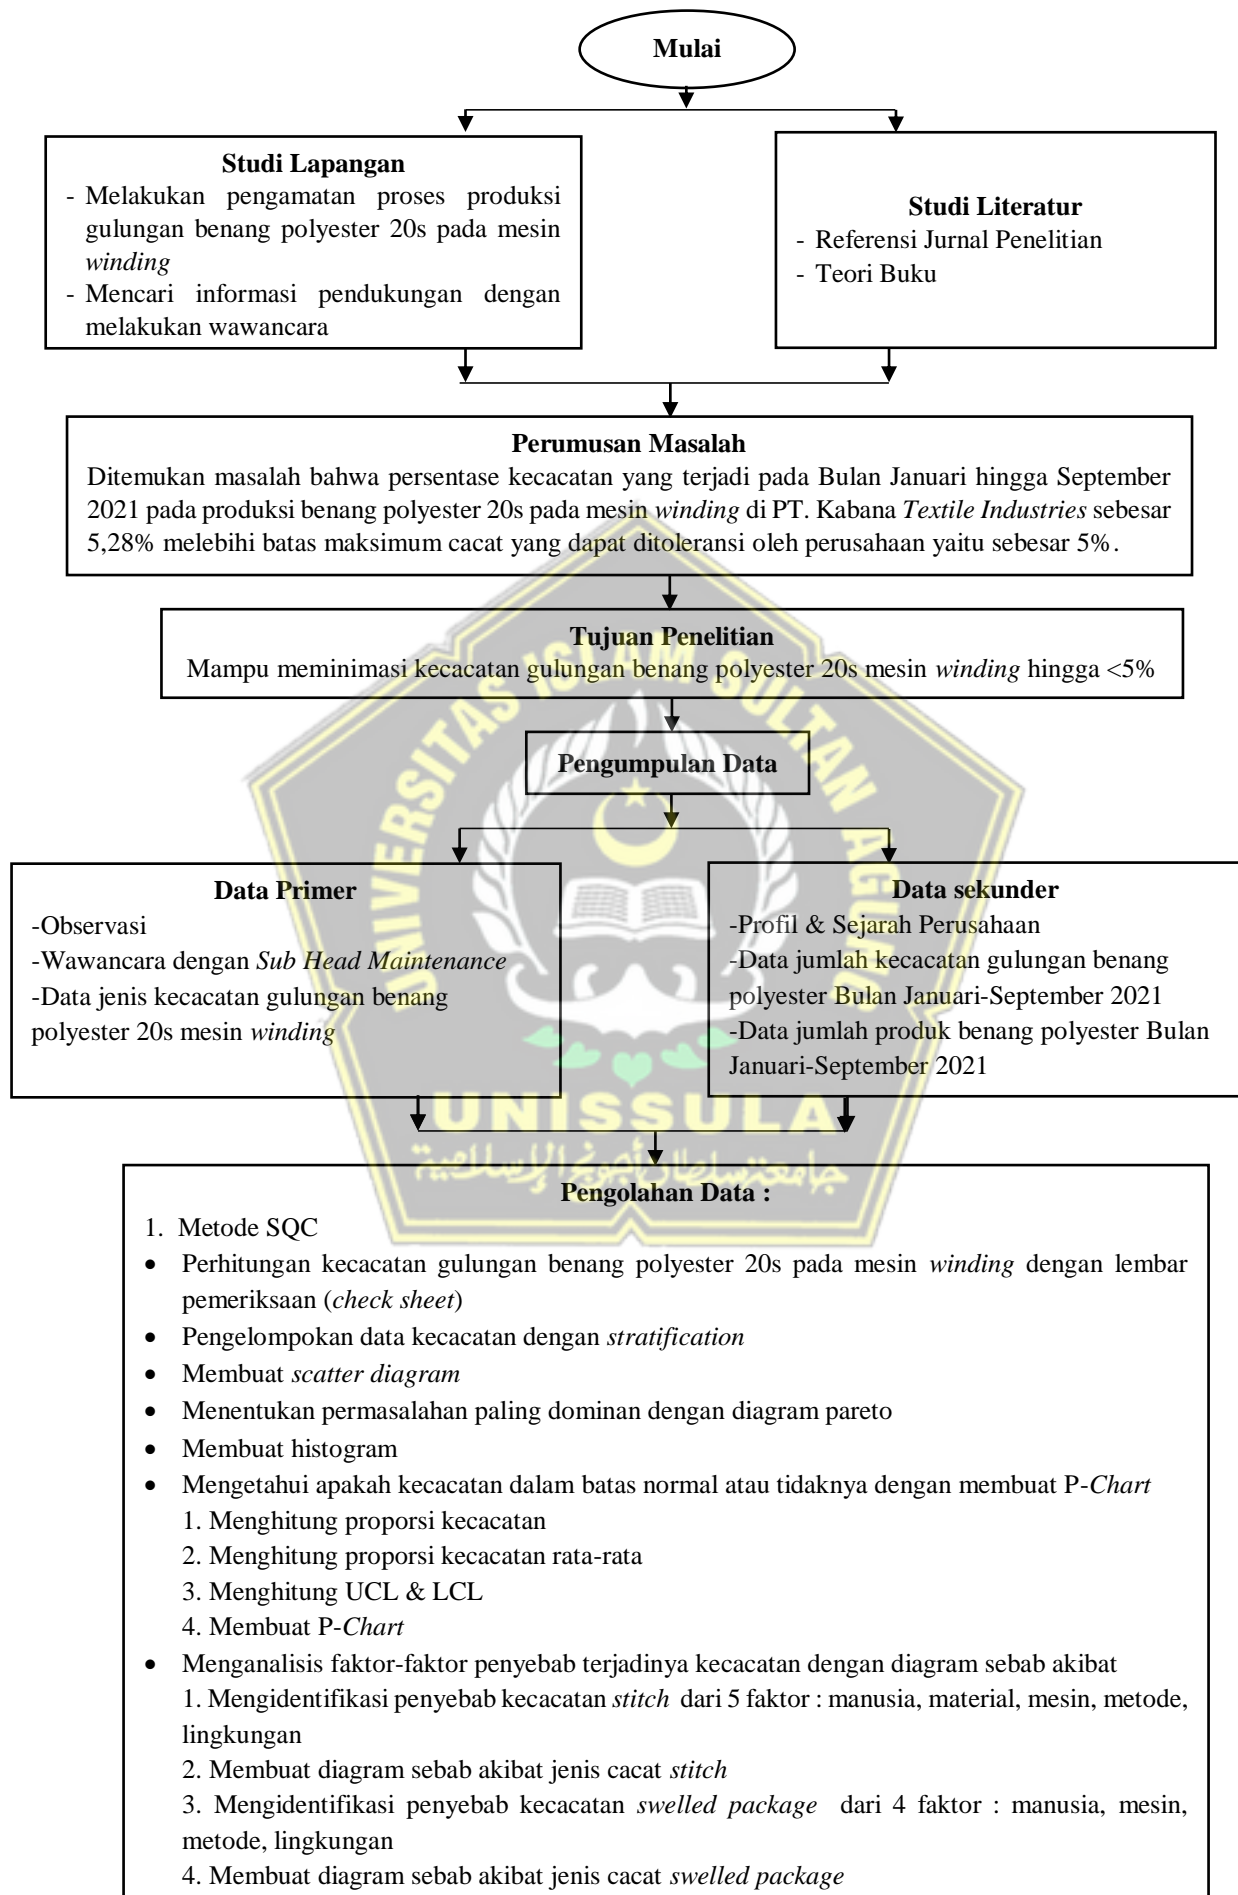 Mulai
Studi Lapangan
- Melakukan pengamatan proses produksi
gulungan benang polyester 20s pada mesin
winding
- Mencari informasi pendukungan dengan
melakukan wawancara
Studi Literatur
- Referensi Jurnal Penelitian
- Teori Buku
Perumusan Masalah
Ditemukan masalah bahwa persentase kecacatan yang terjadi pada Bulan Januari hingga September
2021 pada produksi benang polyester 20s pada mesin winding di PT. Kabana Textile Industries sebesar
5,28% melebihi batas maksimum cacat yang dapat ditoleransi oleh perusahaan yaitu sebesar 5%.
Tujuan Penelitian
Mampu meminimasi kecacatan gulungan benang polyester 20s mesin winding hingga <5%
Pengumpulan Data
Data Primer
-Observasi
-Wawancara dengan Sub Head Maintenance
-Data jenis kecacatan gulungan benang
polyester 20s mesin winding
Data sekunder
-Profil & Sejarah Perusahaan
-Data jumlah kecacatan gulungan benang
polyester Bulan Januari-September 2021
-Data jumlah produk benang polyester Bulan
Januari-September 2021
UNIVERSITAS ISLAM SULTAN AGUNG
UNISSULA
جامعة سلطان أجونج الإسلامية
Pengolahan Data :
1. Metode SQC
• Perhitungan kecacatan gulungan benang polyester 20s pada mesin winding dengan lembar
pemeriksaan (check sheet)
• Pengelompokan data kecacatan dengan stratification
• Membuat scatter diagram
• Menentukan permasalahan paling dominan dengan diagram pareto
• Membuat histogram
• Mengetahui apakah kecacatan dalam batas normal atau tidaknya dengan membuat P-Chart
1. Menghitung proporsi kecacatan
2. Menghitung proporsi kecacatan rata-rata
3. Menghitung UCL & LCL
4. Membuat P-Chart
• Menganalisis faktor-faktor penyebab terjadinya kecacatan dengan diagram sebab akibat
1. Mengidentifikasi penyebab kecacatan stitch dari 5 faktor : manusia, material, mesin, metode,
lingkungan
2. Membuat diagram sebab akibat jenis cacat stitch
3. Mengidentifikasi penyebab kecacatan swelled package dari 4 faktor : manusia, mesin,
metode, lingkungan
4. Membuat diagram sebab akibat jenis cacat swelled package